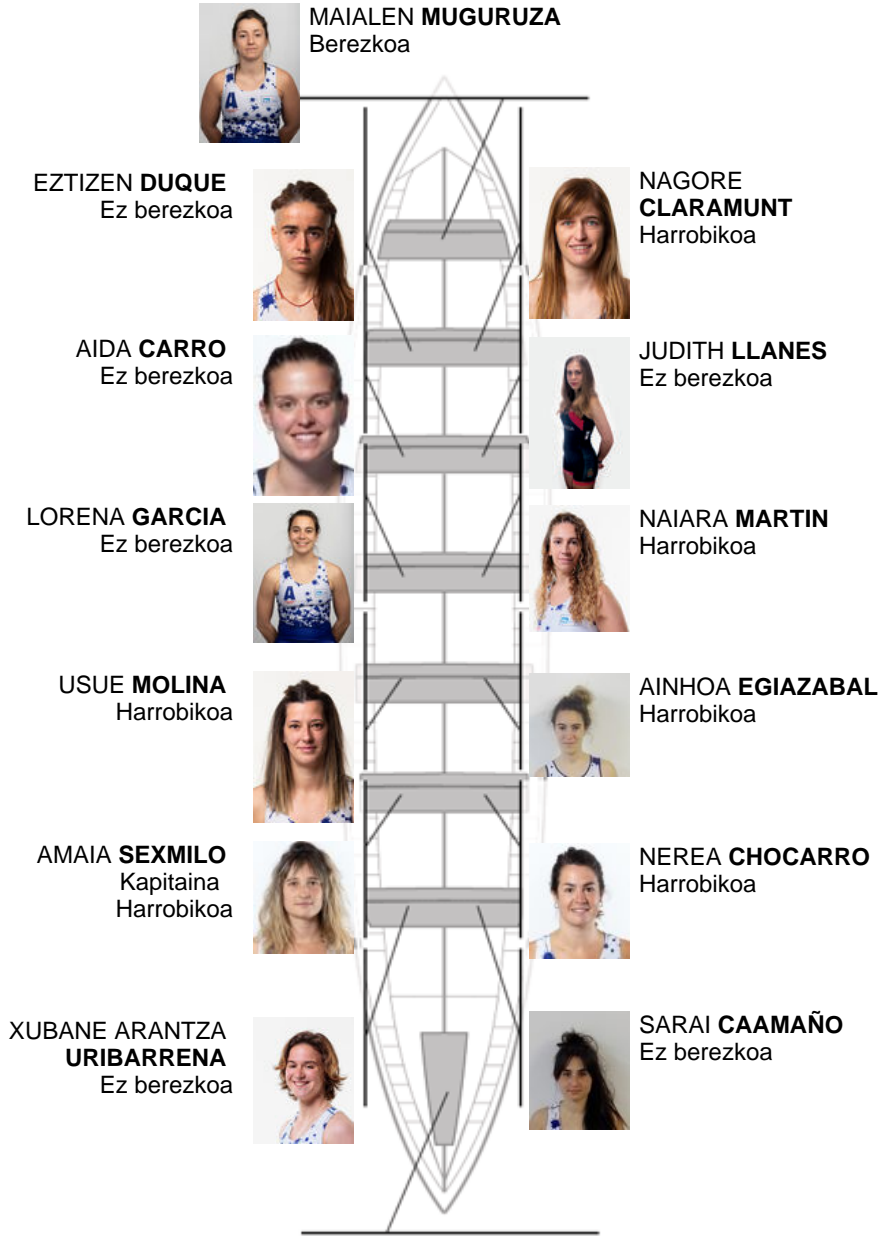 MAIALEN MUGURUZA
Berezkoa
EZTIZEN DUQUE
Ez berezkoa
NAGORE
CLARAMUNT
Harrobikoa
AIDA CARRO
Ez berezkoa
JUDITH LLANES
Ez berezkoa
LORENA GARCIA
Ez berezkoa
NAIARA MARTIN
Harrobikoa
USUE MOLINA
Harrobikoa
AINHOA EGIAZABAL
Harrobikoa
AMAIA SEXMILO
Kapitaina
Harrobikoa
NEREA CHOCARRO
Harrobikoa
XUBANE ARANTZA
URIBARRENA
Ez berezkoa
SARAI CAAMAÑO
Ez berezkoa